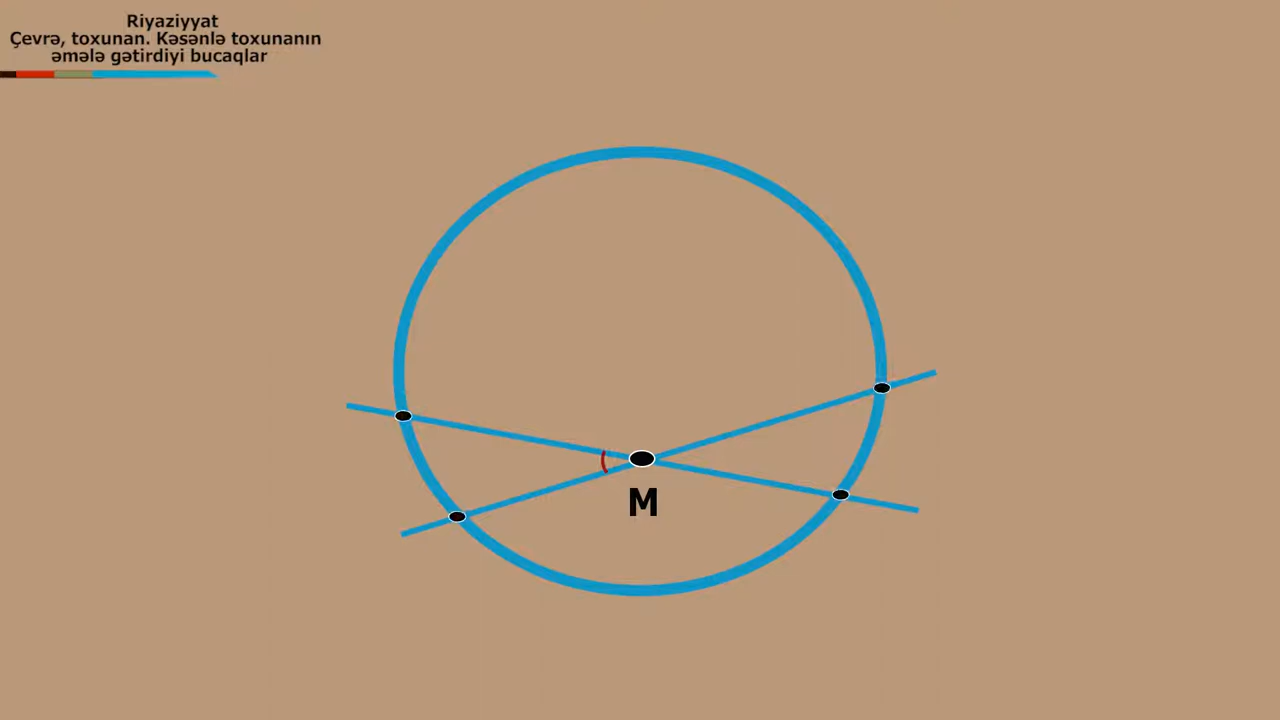 Riyaziyyat
Çevrə, toxunan. Kəsənlə toxunanın
əmələ gətirdiyi bucaqlar
M